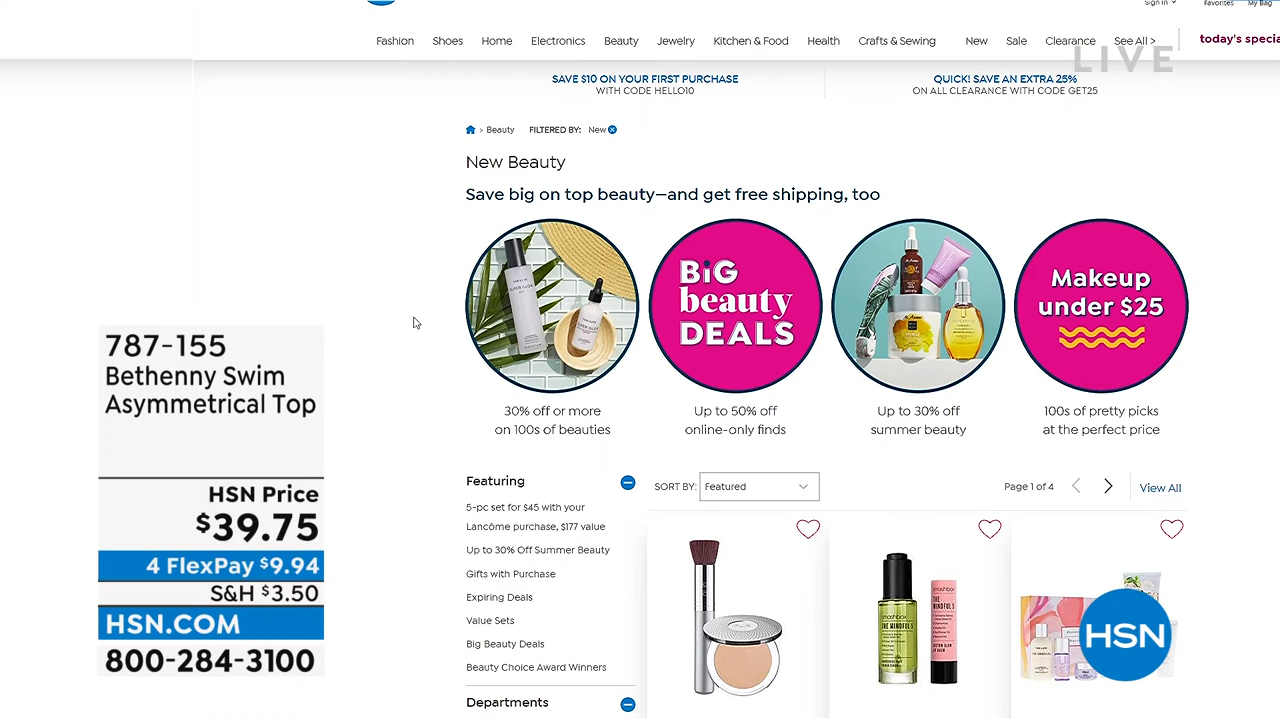 Sign in
Favorites
My Bag
Fashion
Shoes
Home
Electronics
Beauty
Jewelry
Kitchen & Food
Health
Crafts & Sewing
New
Sale
Clearance
See All >
today's specia
LIVE
SAVE $10 ON YOUR FIRST PURCHASE
WITH CODE HELLO10
QUICK! SAVE AN EXTRA 25%
ON ALL CLEARANCE WITH CODE GET25
> Beauty
FILTERED BY:
New
New Beauty
Save big on top beauty—and get free shipping, too
BiG
beauty
DEALS
Makeup
under $25
30% off or more
on 100s of beauties
Up to 50% off
online-only finds
Up to 30% off
summer beauty
100s of pretty picks
at the perfect price
787-155
Bethenny Swim
Asymmetrical Top
HSN Price
$39.75
4 FlexPay $9.94
S&H $3.50
HSN.COM
800-284-3100
Featuring
5-pc set for $45 with your
Lancôme purchase, $177 value
Up to 30% Off Summer Beauty
Gifts with Purchase
Expiring Deals
Value Sets
Big Beauty Deals
Beauty Choice Award Winners
Departments
SORT BY:
Featured
Page 1 of 4
View All
smashbox
THE MINDFUL 5
smashbox
THE
MINDFUL 5
HSN